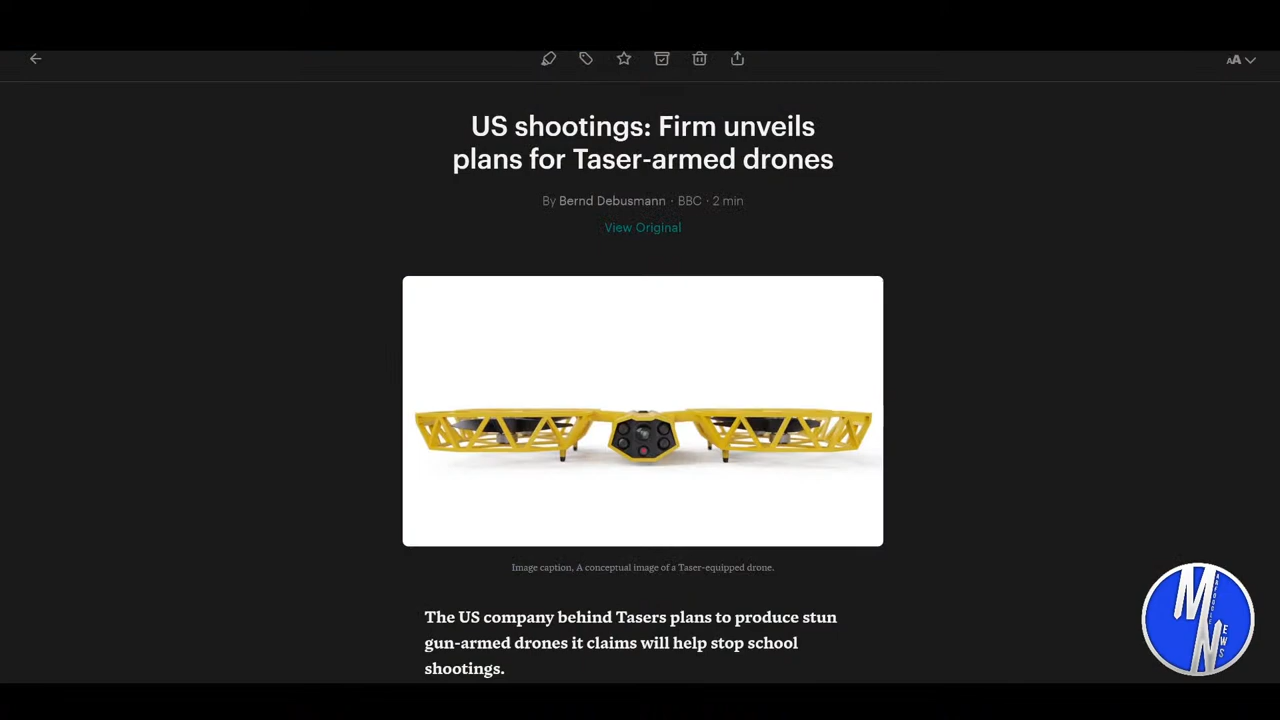 AA
US shootings: Firm unveils
plans for Taser-armed drones
By Bernd Debusmann · BBC · 2 min
View Original
Image caption, A conceptual image of a Taser-equipped drone.
The US company behind Tasers plans to produce stun
gun-armed drones it claims will help stop school
shootings.
M
N
EWS